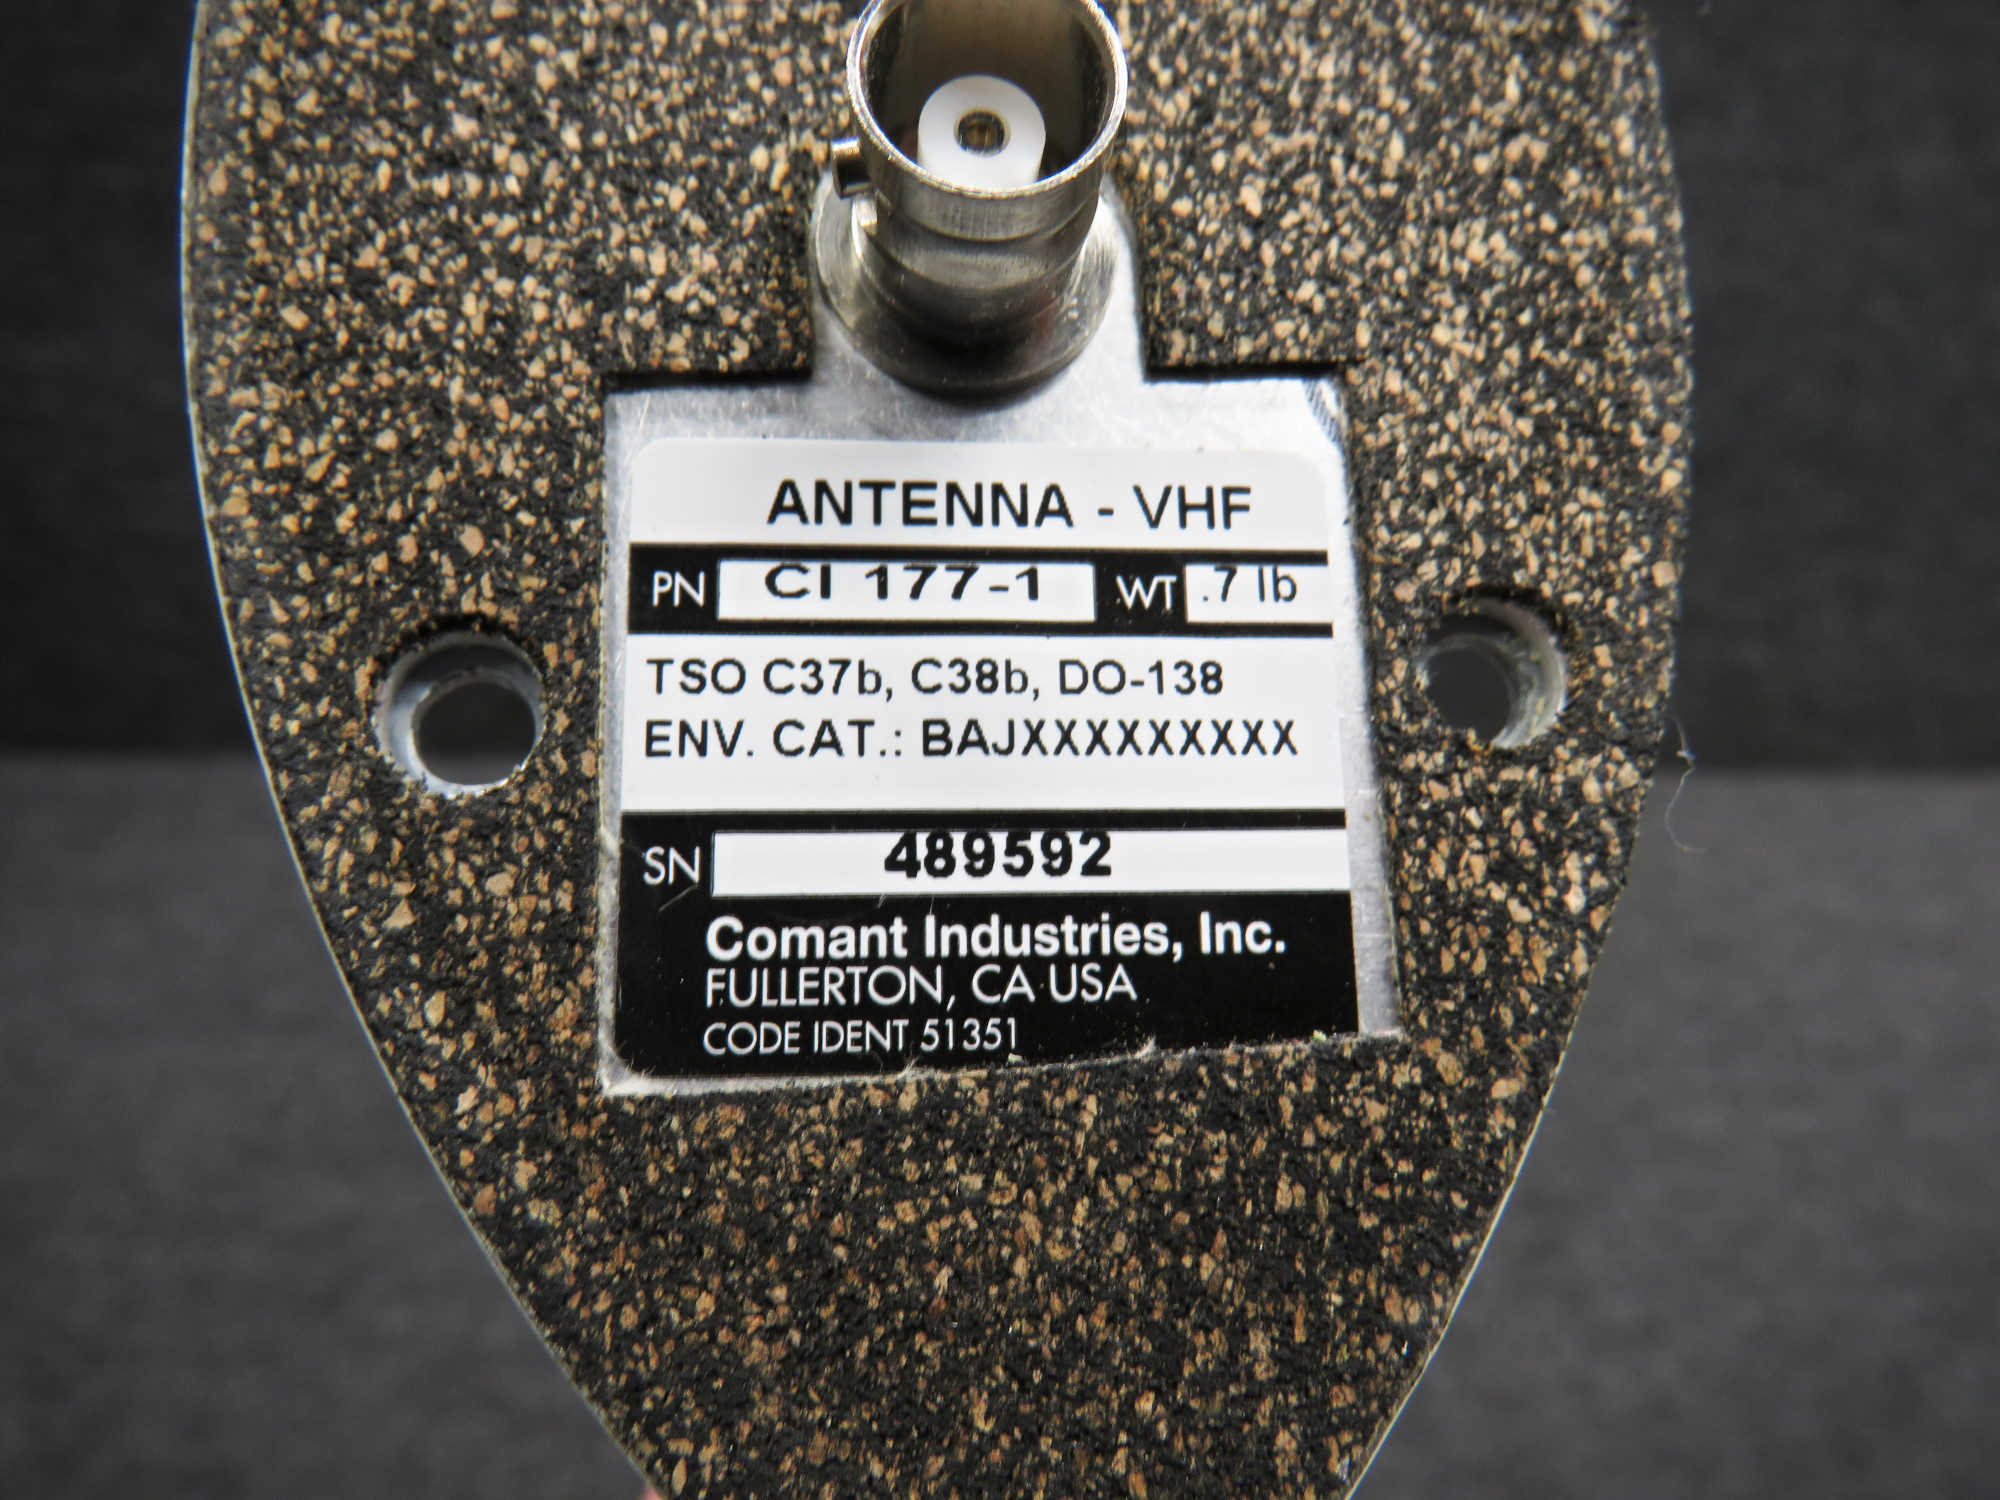 ANTENNA - VHF
PN CI 177-1 WT .7 lb
TSO C37b, C38b, DO-138
ENV. CAT.: BAJXXXXXXXXX
SN 489592
Comant Industries, Inc.
FULLERTON, CA USA
CODE IDENT 51351